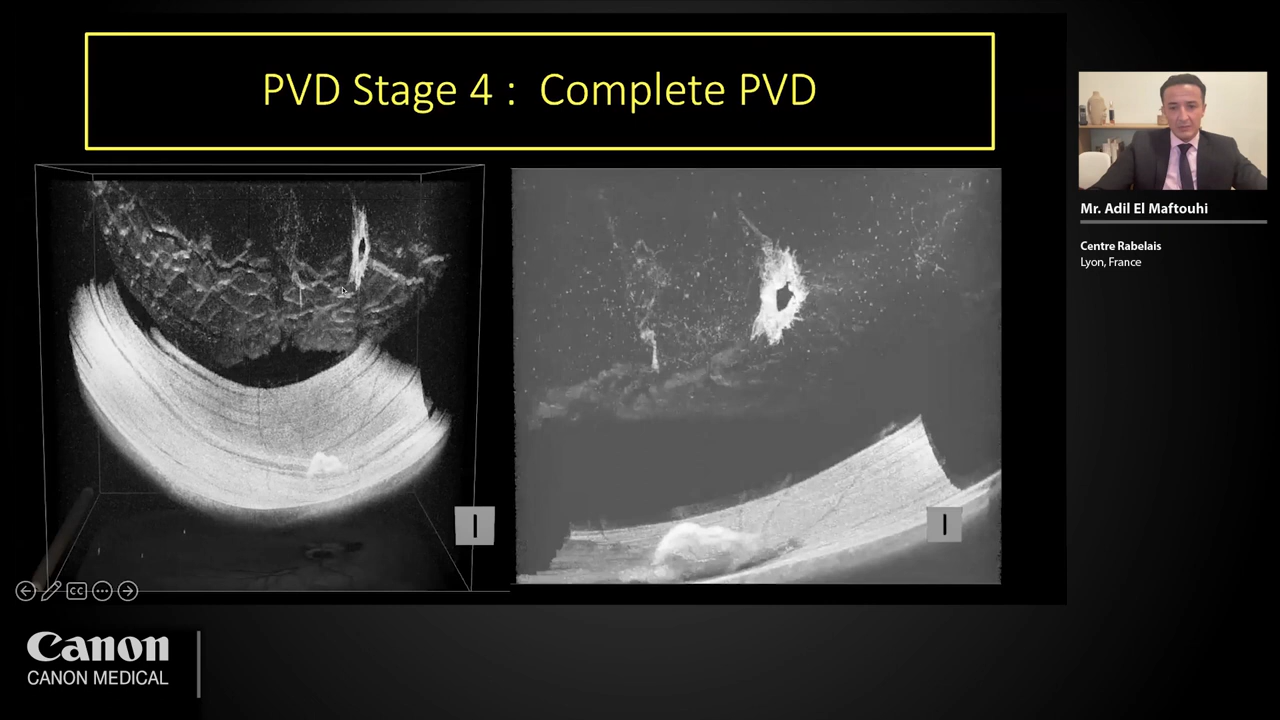 PVD Stage 4 : Complete PVD
Mr. Adil El Maftouhi
Centre Rabelais
Lyon, France
I
I
CC
Canon
CANON MEDICAL